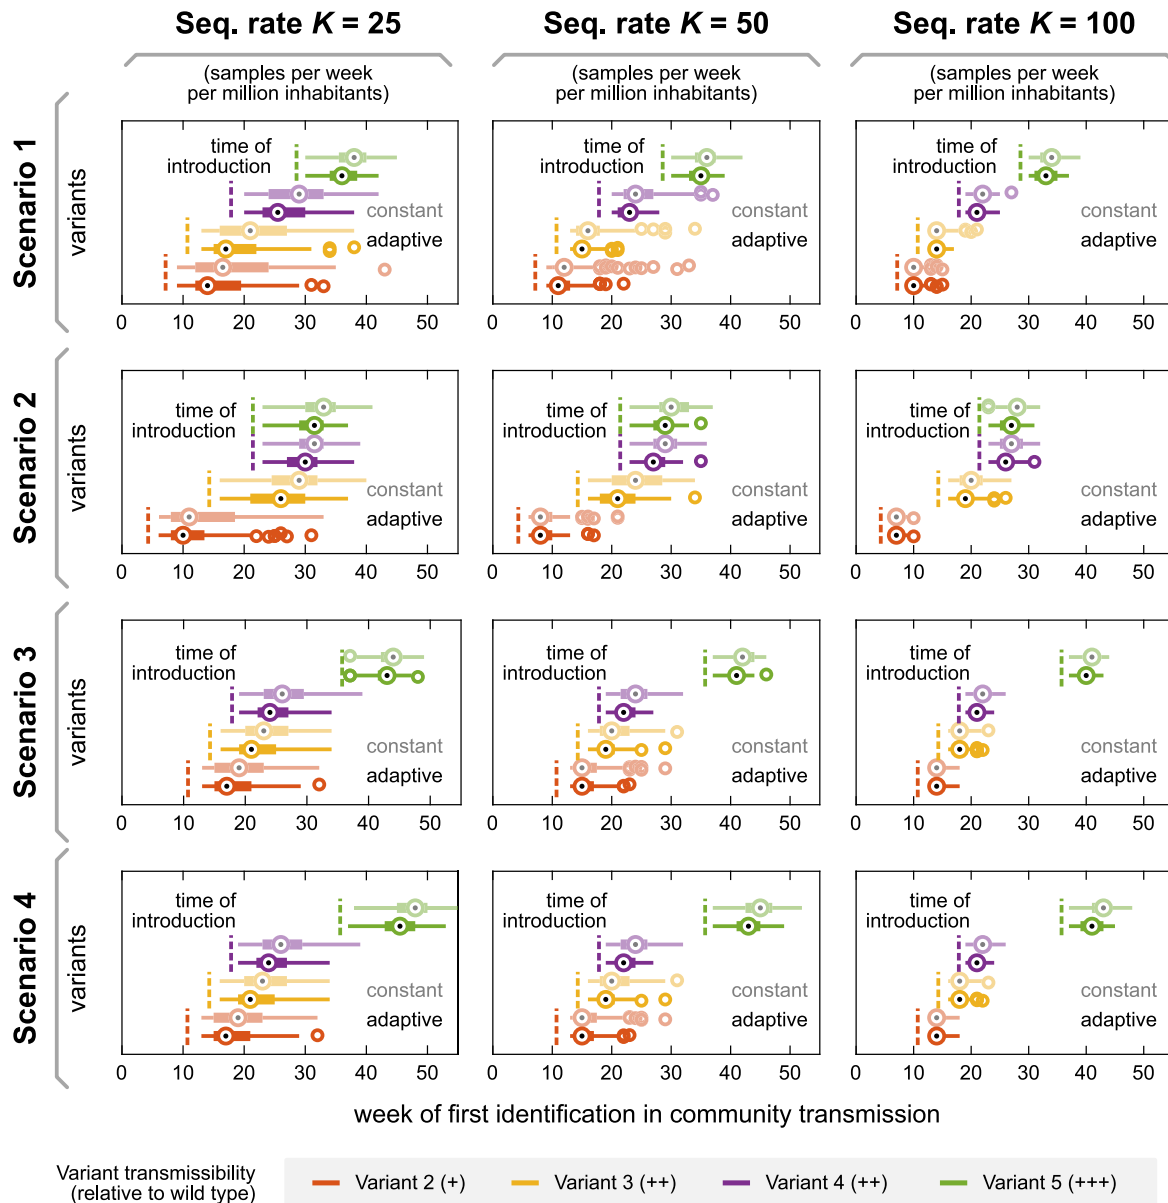 Seq. rate K = 25
Seq. rate K = 50
Seq. rate K = 100
(samples per week
per million inhabitants)
(samples per week
per million inhabitants)
(samples per week
per million inhabitants)
Scenario 1
variants
time of
introduction
constant
adaptive
0 10 20 30 40 50
time of
introduction
constant
adaptive
0 10 20 30 40 50
time of
introduction
constant
adaptive
0 10 20 30 40 50
Scenario 2
variants
time of
introduction
constant
adaptive
0 10 20 30 40 50
time of
introduction
constant
adaptive
0 10 20 30 40 50
time of
introduction
constant
adaptive
0 10 20 30 40 50
Scenario 3
variants
time of
introduction
constant
adaptive
0 10 20 30 40 50
time of
introduction
constant
adaptive
0 10 20 30 40 50
time of
introduction
constant
adaptive
0 10 20 30 40 50
Scenario 4
variants
time of
introduction
constant
adaptive
0 10 20 30 40 50
time of
introduction
constant
adaptive
0 10 20 30 40 50
time of
introduction
constant
adaptive
0 10 20 30 40 50
week of first identification in community transmission
Variant transmissibility
(relative to wild type)
Variant 2 (+)
Variant 3 (++)
Variant 4 (++)
Variant 5 (+++)